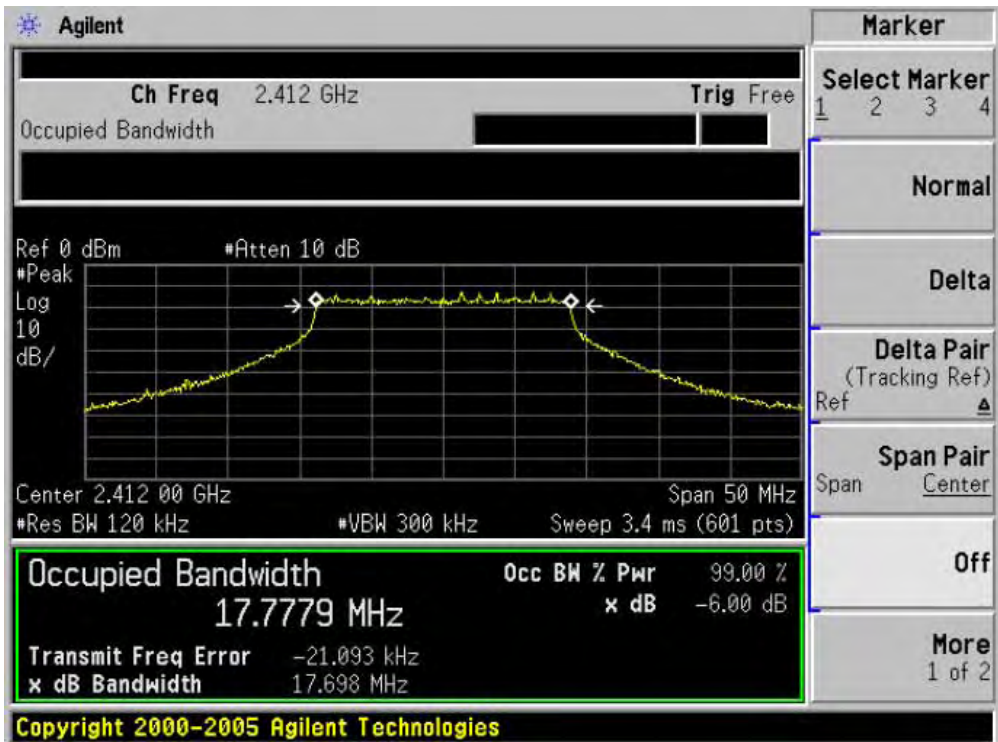 Agilent
Marker
Ch Freq 2.412 GHz Trig Free
Occupied Bandwidth
Select Marker
1 2 3 4
Normal
Delta
Delta Pair
(Tracking Ref)
Ref Δ
Span Pair
Span Center
Off
More
1 of 2
Ref 0 dBm #Atten 10 dB
#Peak
Log
10
dB/
Center 2.412 00 GHz Span 50 MHz
#Res BW 120 kHz #VBW 300 kHz Sweep 3.4 ms (601 pts)
Occupied Bandwidth
17.7779 MHz
Occ BW % Pwr 99.00 %
x dB -6.00 dB
Transmit Freq Error -21.093 kHz
x dB Bandwidth 17.698 MHz
Copyright 2000-2005 Agilent Technologies